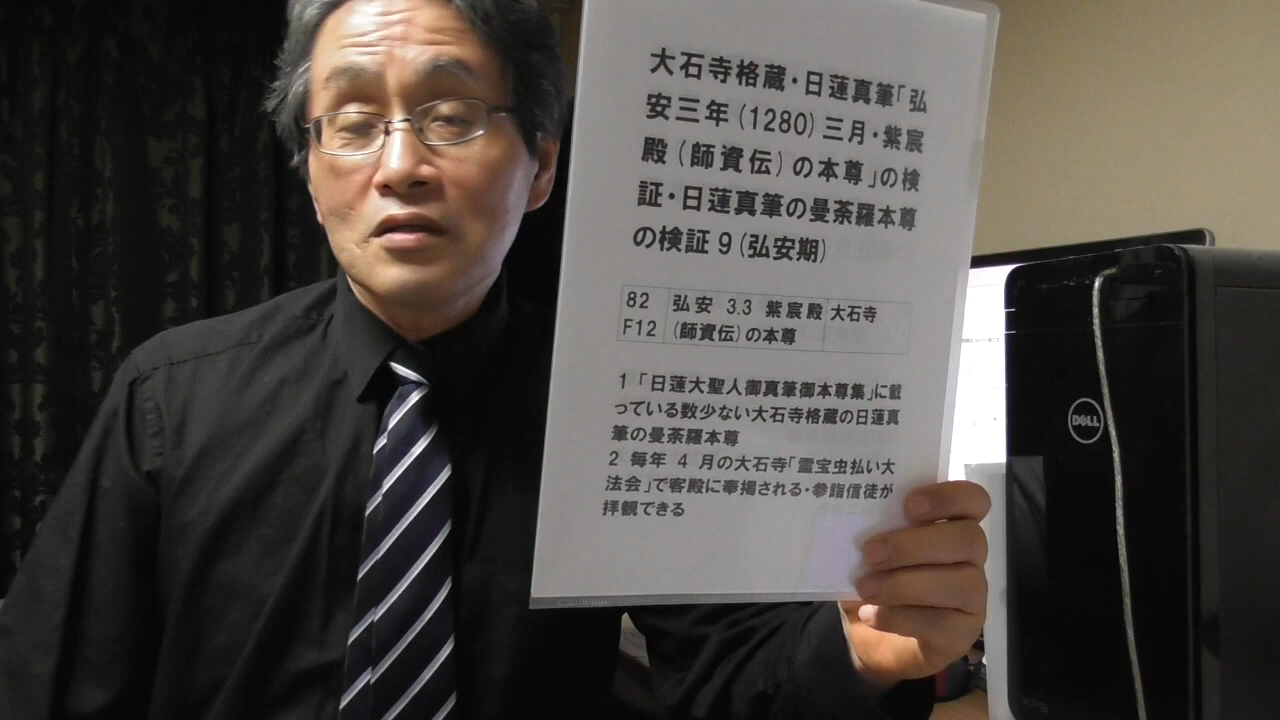 大石寺格蔵・日蓮真筆「弘
安三年(1280)三月・紫宸
殿(師資伝)の本尊」の検
証・日蓮真筆の曼荼羅本尊
の検証9(弘安期)
82 弘安 3.3 紫宸殿 大石寺
F12 (師資伝)の本尊
1「日蓮大聖人御真筆御本尊集」に載
っている数少ない大石寺格蔵の日蓮真
筆の曼荼羅本尊
2 毎年 4 月の大石寺「霊宝虫払い大
法会」で客殿に奉掲される・参詣信徒が
拝観できる
DELL